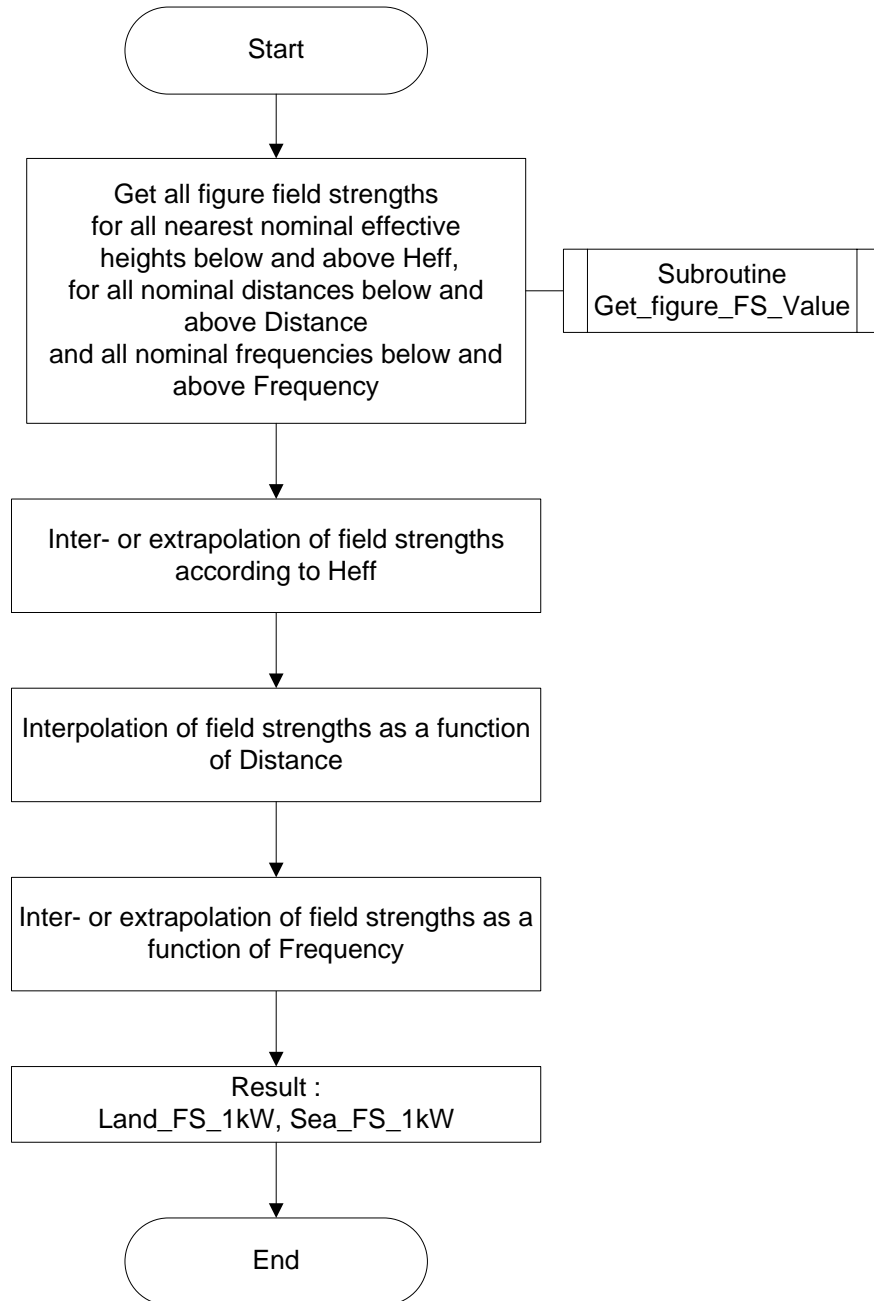 Start
Get all figure field strengths
for all nearest nominal effective
heights below and above Heff,
for all nominal distances below and
above Distance
and all nominal frequencies below and
above Frequency
Subroutine
Get_figure_FS_Value
Inter- or extrapolation of field strengths
according to Heff
Interpolation of field strengths as a function
of Distance
Inter- or extrapolation of field strengths as a
function of Frequency
Result :
Land_FS_1kW, Sea_FS_1kW
End